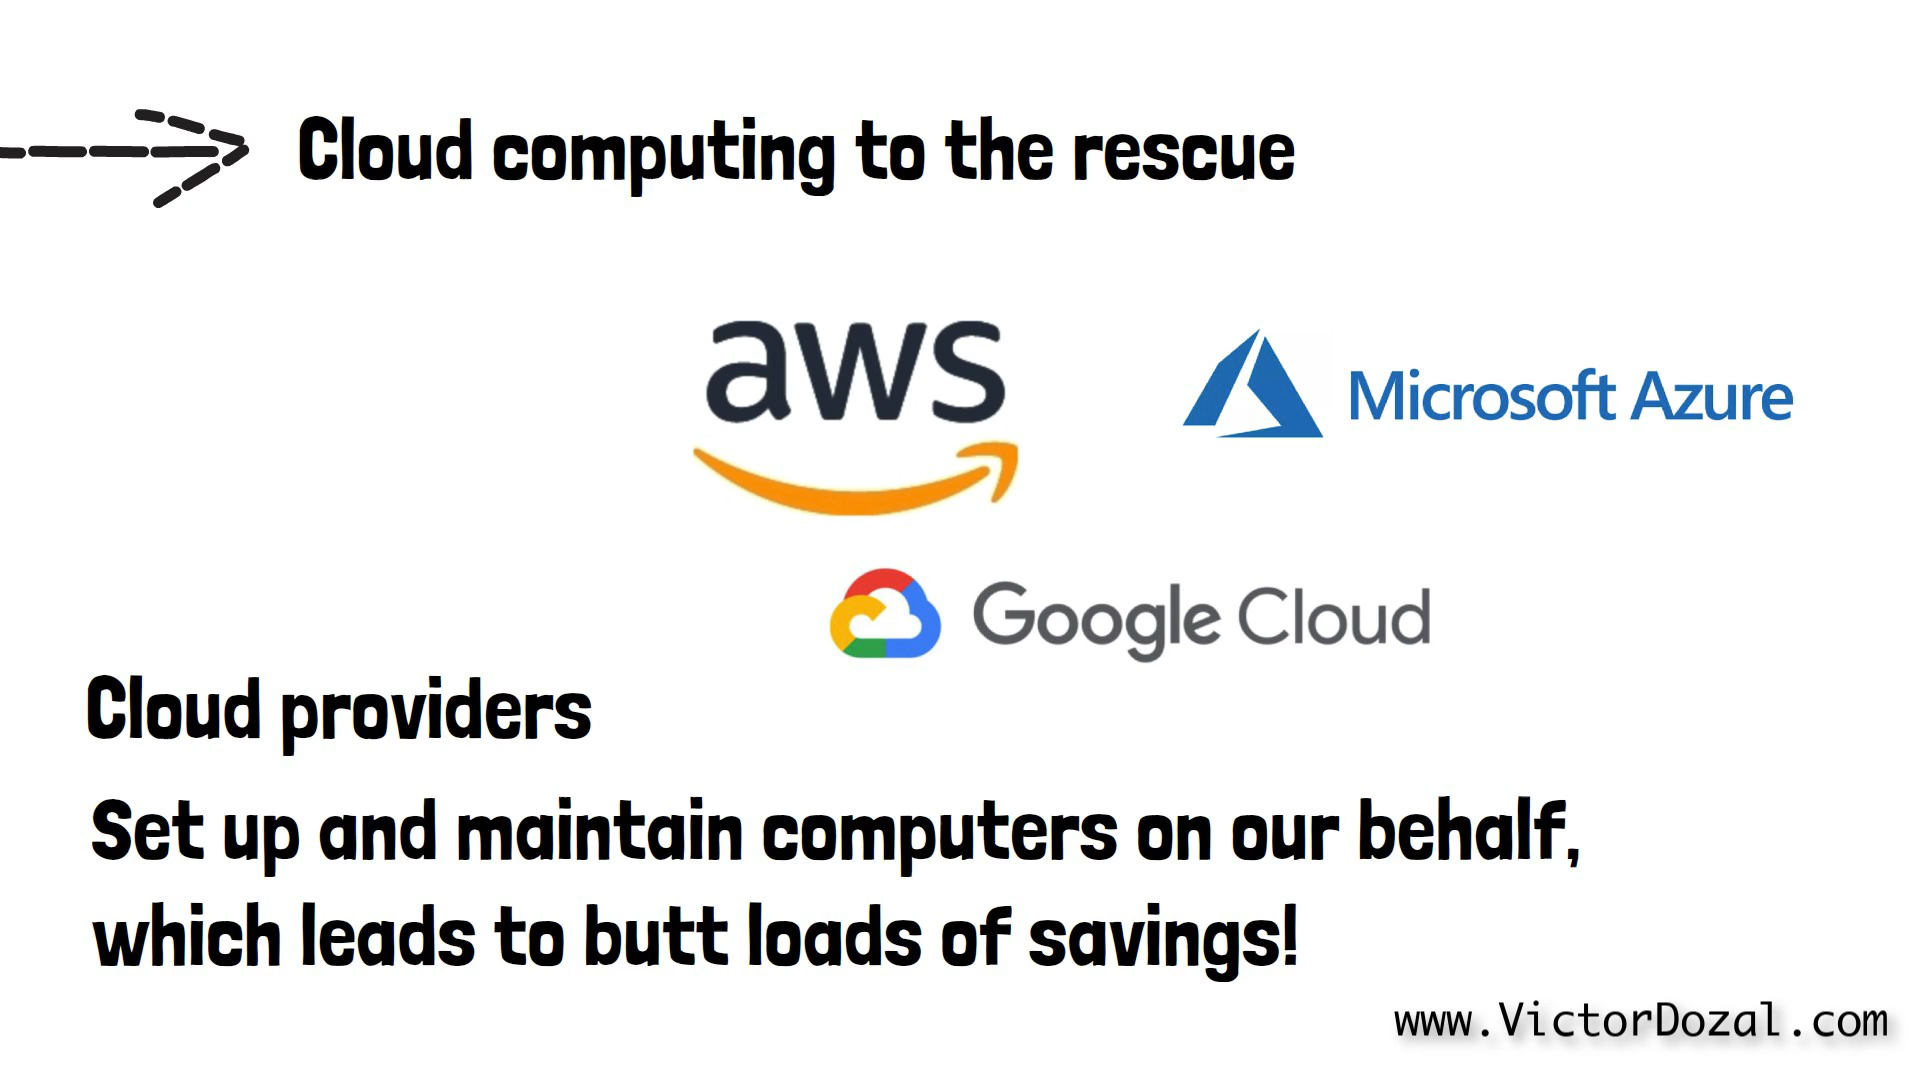 Cloud computing to the rescue
aws
Microsoft Azure
Google Cloud
Cloud providers
Set up and maintain computers on our behalf,
which leads to butt loads of savings!
www.VictorDozal.com